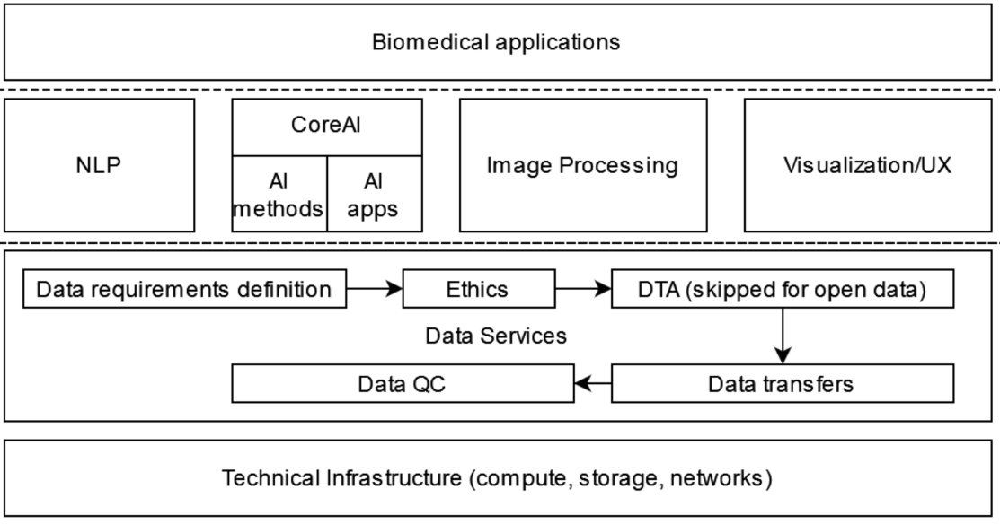 Biomedical applications
NLP
CoreAI
AI
methods
AI
apps
Image Processing
Visualization/UX
Data requirements definition
Ethics
DTA (skipped for open data)
Data Services
Data QC
Data transfers
Technical Infrastructure (compute, storage, networks)